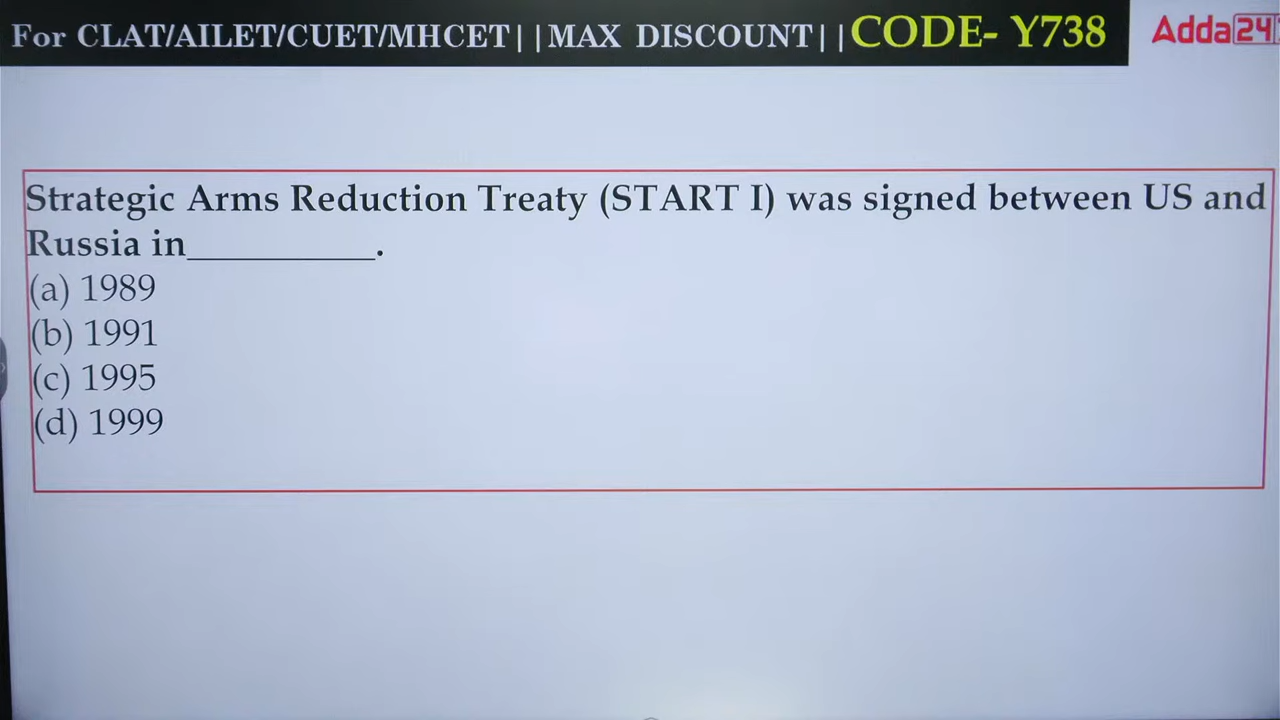 For CLAT/AILET/CUET/MHCET||MAX DISCOUNT||CODE- Y738
Adda24
Strategic Arms Reduction Treaty (START I) was signed between US and
Russia in__________.
(a) 1989
(b) 1991
(c) 1995
(d) 1999